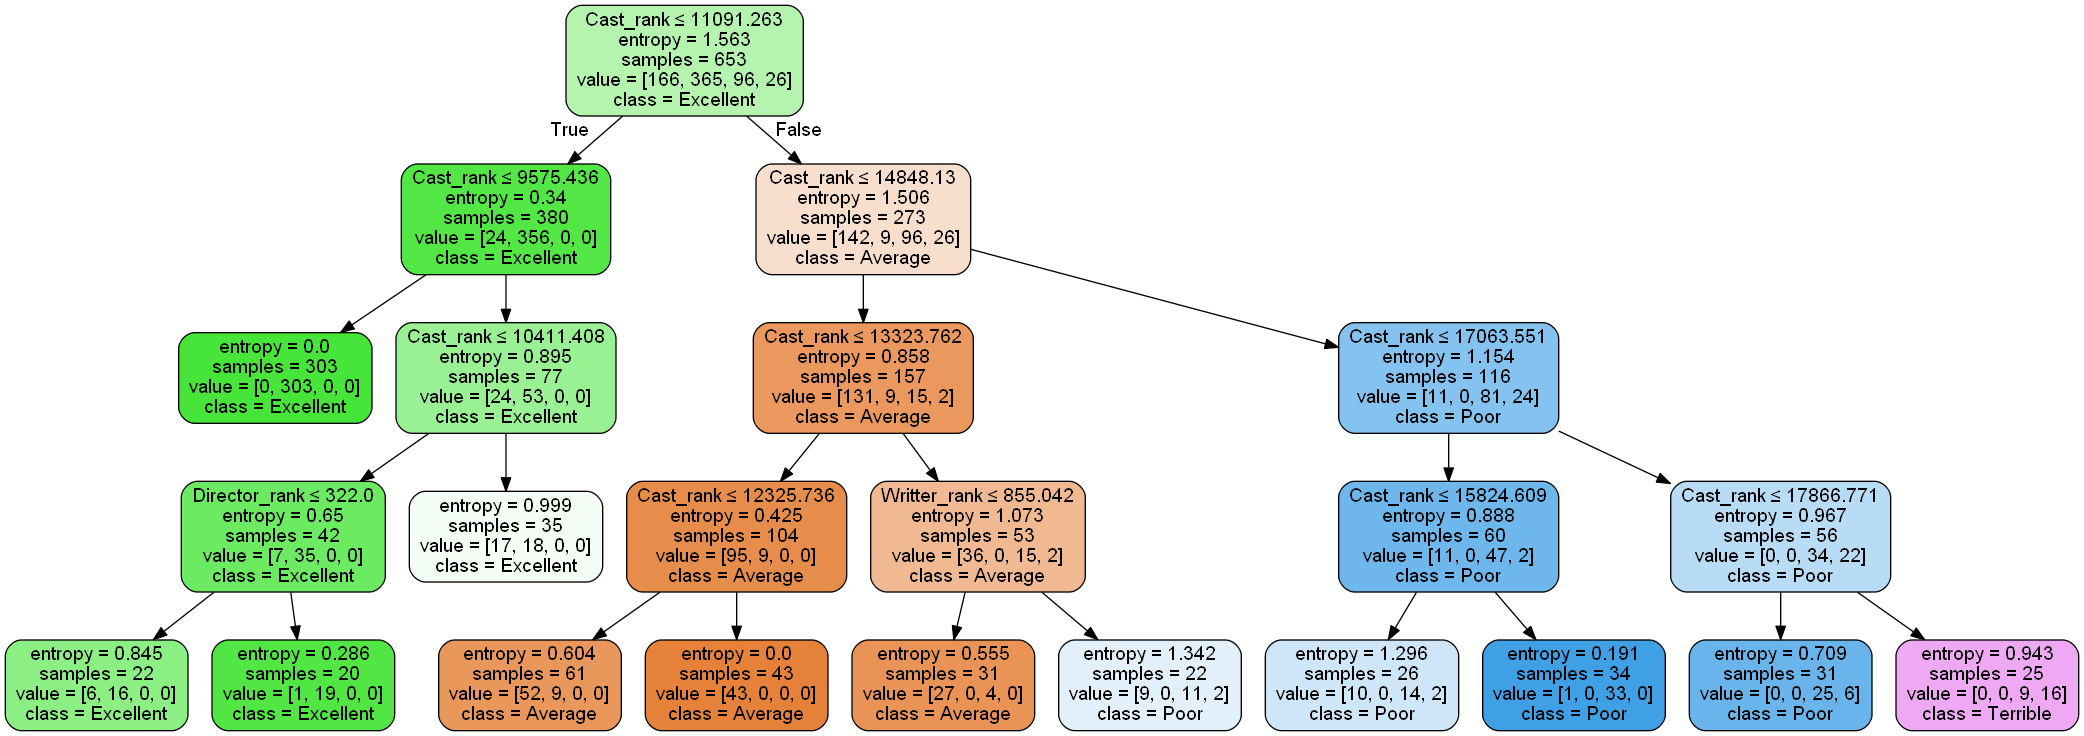 Cast_rank ≤ 11091.263
entropy = 1.563
samples = 653
value = [166, 365, 96, 26]
class = Excellent
True
False
Cast_rank ≤ 9575.436
entropy = 0.34
samples = 380
value = [24, 356, 0, 0]
class = Excellent
Cast_rank ≤ 14848.13
entropy = 1.506
samples = 273
value = [142, 9, 96, 26]
class = Average
entropy = 0.0
samples = 303
value = [0, 303, 0, 0]
class = Excellent
Cast_rank ≤ 10411.408
entropy = 0.895
samples = 77
value = [24, 53, 0, 0]
class = Excellent
Cast_rank ≤ 13323.762
entropy = 0.858
samples = 157
value = [131, 9, 15, 2]
class = Average
Cast_rank ≤ 17063.551
entropy = 1.154
samples = 116
value = [11, 0, 81, 24]
class = Poor
Director_rank ≤ 322.0
entropy = 0.65
samples = 42
value = [7, 35, 0, 0]
class = Excellent
entropy = 0.999
samples = 35
value = [17, 18, 0, 0]
class = Excellent
Cast_rank ≤ 12325.736
entropy = 0.425
samples = 104
value = [95, 9, 0, 0]
class = Average
Writter_rank ≤ 855.042
entropy = 1.073
samples = 53
value = [36, 0, 15, 2]
class = Average
Cast_rank ≤ 15824.609
entropy = 0.888
samples = 60
value = [11, 0, 47, 2]
class = Poor
Cast_rank ≤ 17866.771
entropy = 0.967
samples = 56
value = [0, 0, 34, 22]
class = Poor
entropy = 0.845
samples = 22
value = [6, 16, 0, 0]
class = Excellent
entropy = 0.286
samples = 20
value = [1, 19, 0, 0]
class = Excellent
entropy = 0.604
samples = 61
value = [52, 9, 0, 0]
class = Average
entropy = 0.0
samples = 43
value = [43, 0, 0, 0]
class = Average
entropy = 0.555
samples = 31
value = [27, 0, 4, 0]
class = Average
entropy = 1.342
samples = 22
value = [9, 0, 11, 2]
class = Poor
entropy = 1.296
samples = 26
value = [10, 0, 14, 2]
class = Poor
entropy = 0.191
samples = 34
value = [1, 0, 33, 0]
class = Poor
entropy = 0.709
samples = 31
value = [0, 0, 25, 6]
class = Poor
entropy = 0.943
samples = 25
value = [0, 0, 9, 16]
class = Terrible